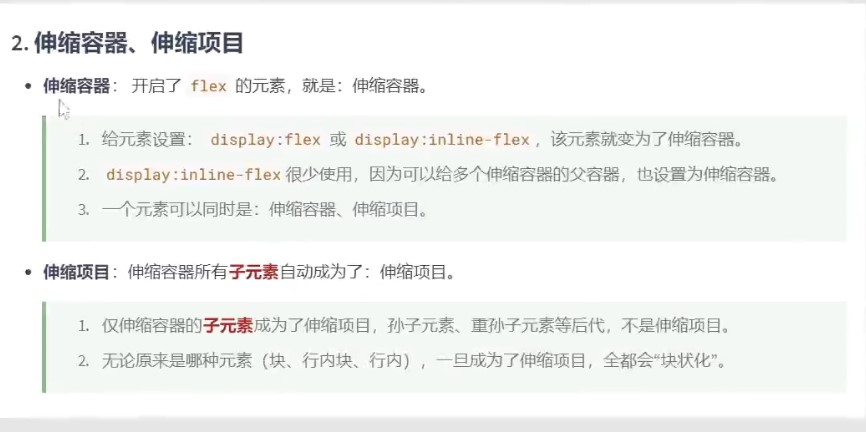 2. 伸缩容器、伸缩项目
• 伸缩容器： 开启了 flex 的元素，就是：伸缩容器。
1. 给元素设置： display:flex 或 display:inline-flex ，该元素就变为了伸缩容器。
2. display:inline-flex 很少使用，因为可以给多个伸缩容器的父容器，也设置为伸缩容器。
3. 一个元素可以同时是：伸缩容器、伸缩项目。
• 伸缩项目：伸缩容器所有子元素自动成为了：伸缩项目。
1. 仅伸缩容器的子元素成为了伸缩项目，孙子元素、重孙子元素等后代，不是伸缩项目。
2. 无论原来是哪种元素（块、行内块、行内），一旦成为了伸缩项目，全都会“块状化”。